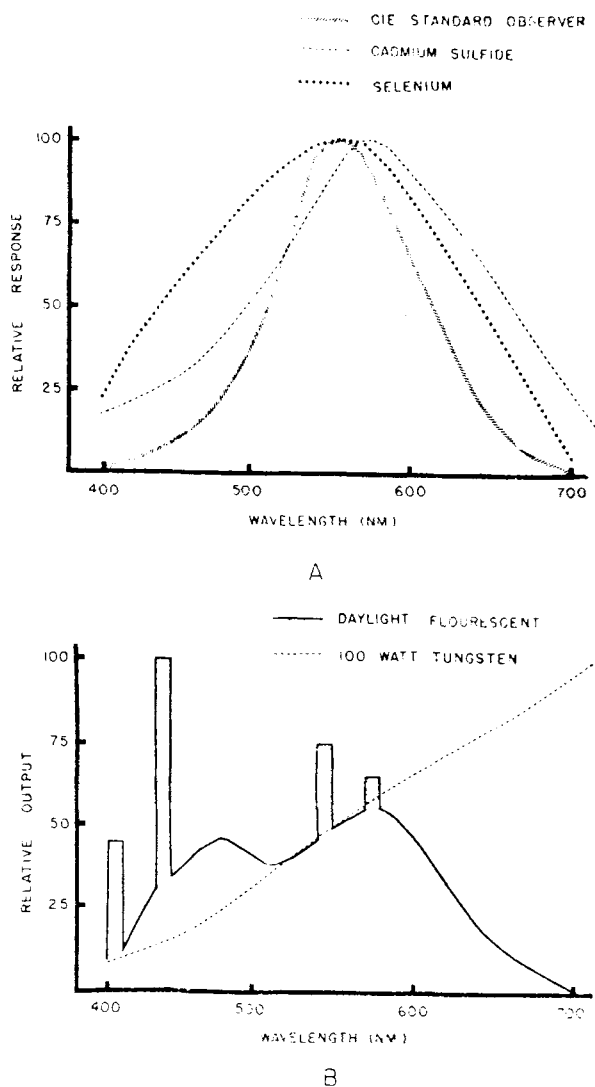 CIE STANDARD OBSERVER
CADMIUM SULFIDE
SELENIUM
100
75
50
25
RELATIVE RESPONSE
400 500 600 700
WAVELENGTH (NM)
A
DAYLIGHT FLOURESCENT
100 WATT TUNGSTEN
100
75
50
25
RELATIVE OUTPUT
400 500 600 700
WAVELENGTH (NM)
B